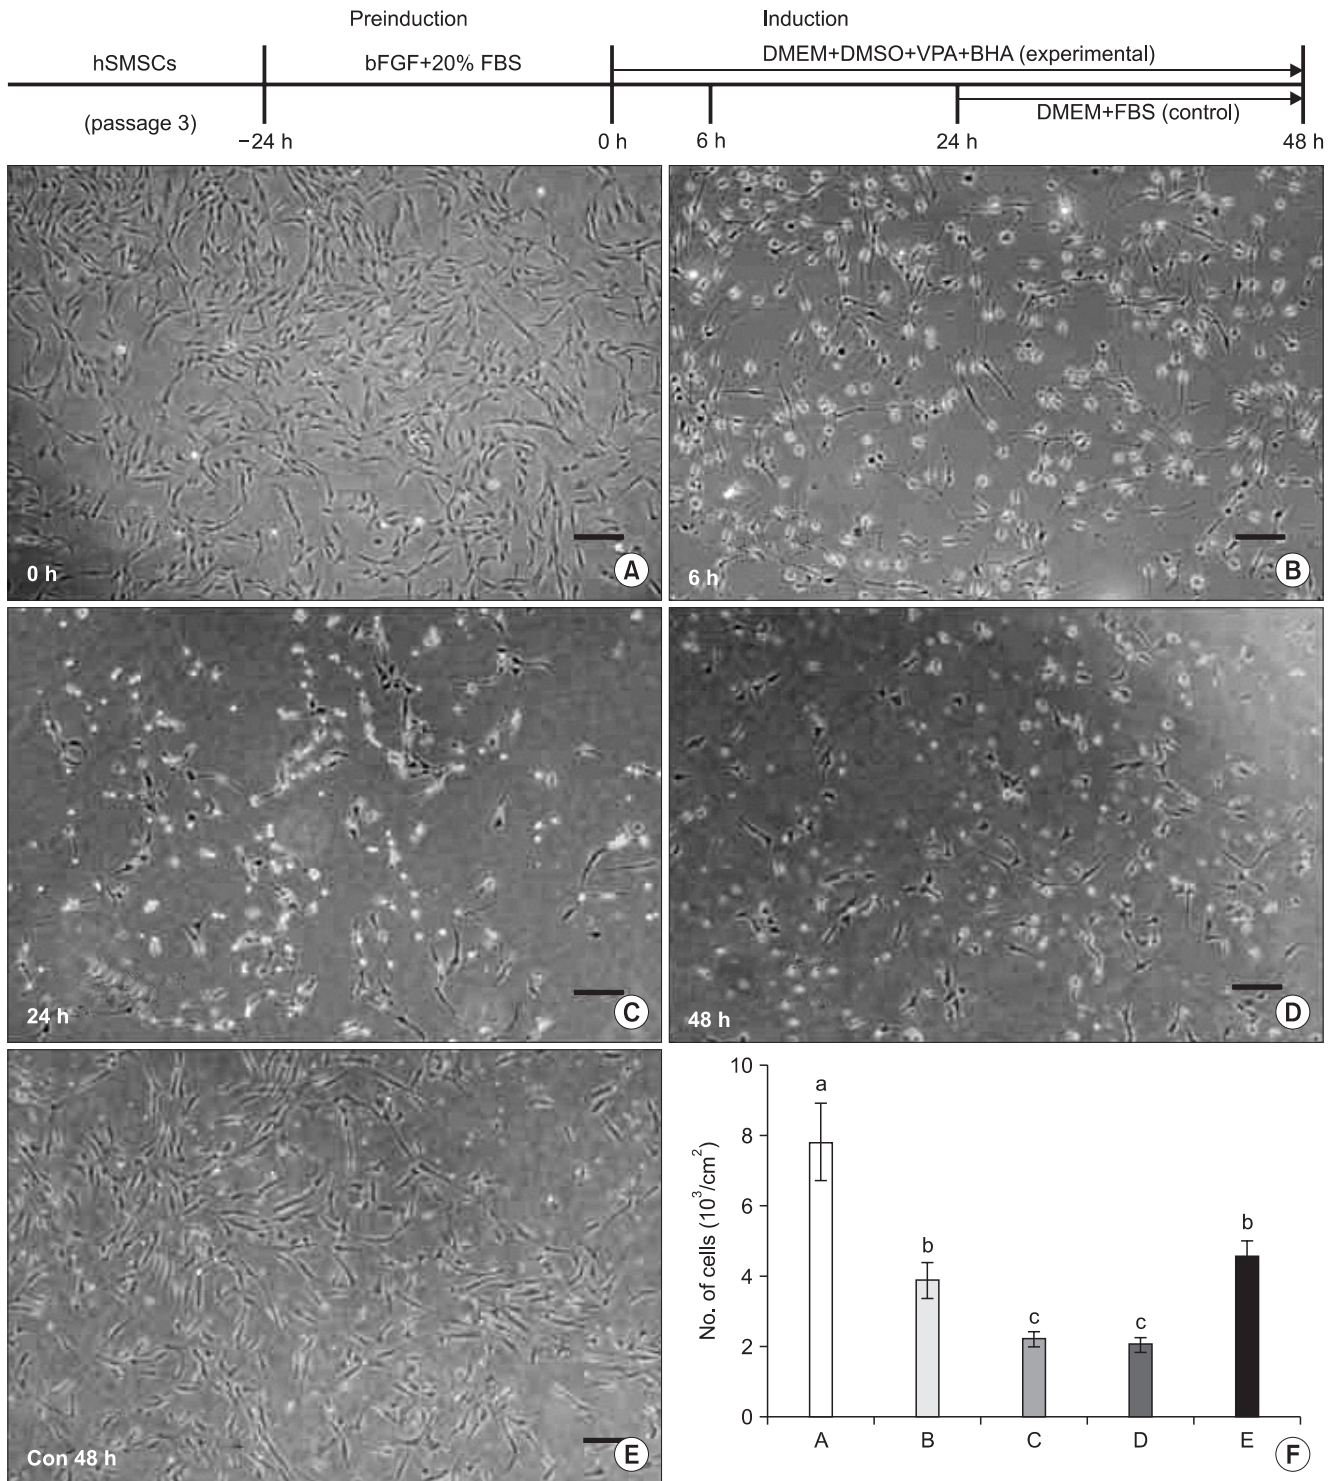 Preinduction
Induction
hSMSCs
bFGF+20% FBS
DMEM+DMSO+VPA+BHA (experimental)
(passage 3)
DMEM+FBS (control)
−24 h
0 h
6 h
24 h
48 h
0 h
A
6 h
B
24 h
C
48 h
D
Con 48 h
E
No. of cells (10³/cm²)
10
8
6
4
2
0
a
b
c
c
b
A
B
C
D
E
F